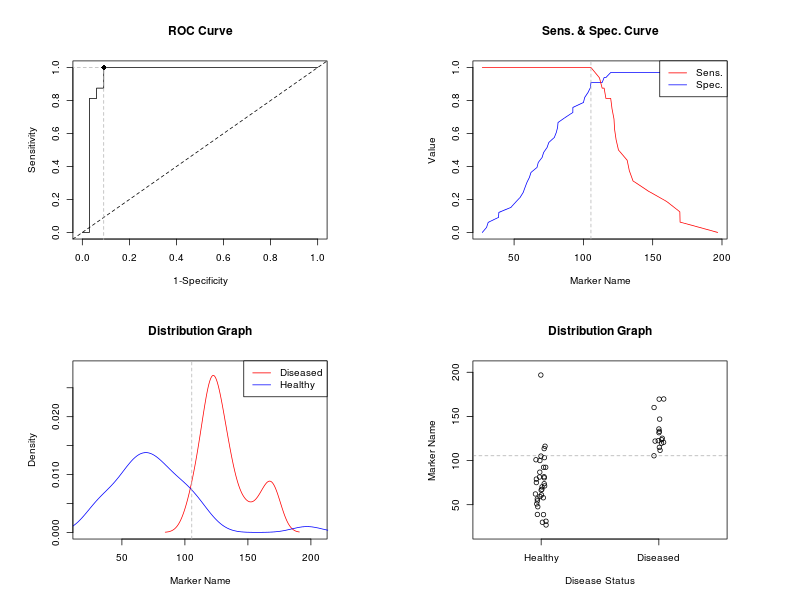 ROC Curve
Sensitivity
0.0 0.2 0.4 0.6 0.8 1.0
0.0 0.2 0.4 0.6 0.8 1.0
1-Specificity
Sens. & Spec. Curve
Value
0.0 0.2 0.4 0.6 0.8 1.0
Sens.
Spec.
50 100 150 200
Marker Name
Distribution Graph
Density
0.000 0.010 0.020
Diseased
Healthy
50 100 150 200
Marker Name
Distribution Graph
Marker Name
50 100 150 200
Healthy Diseased
Disease Status